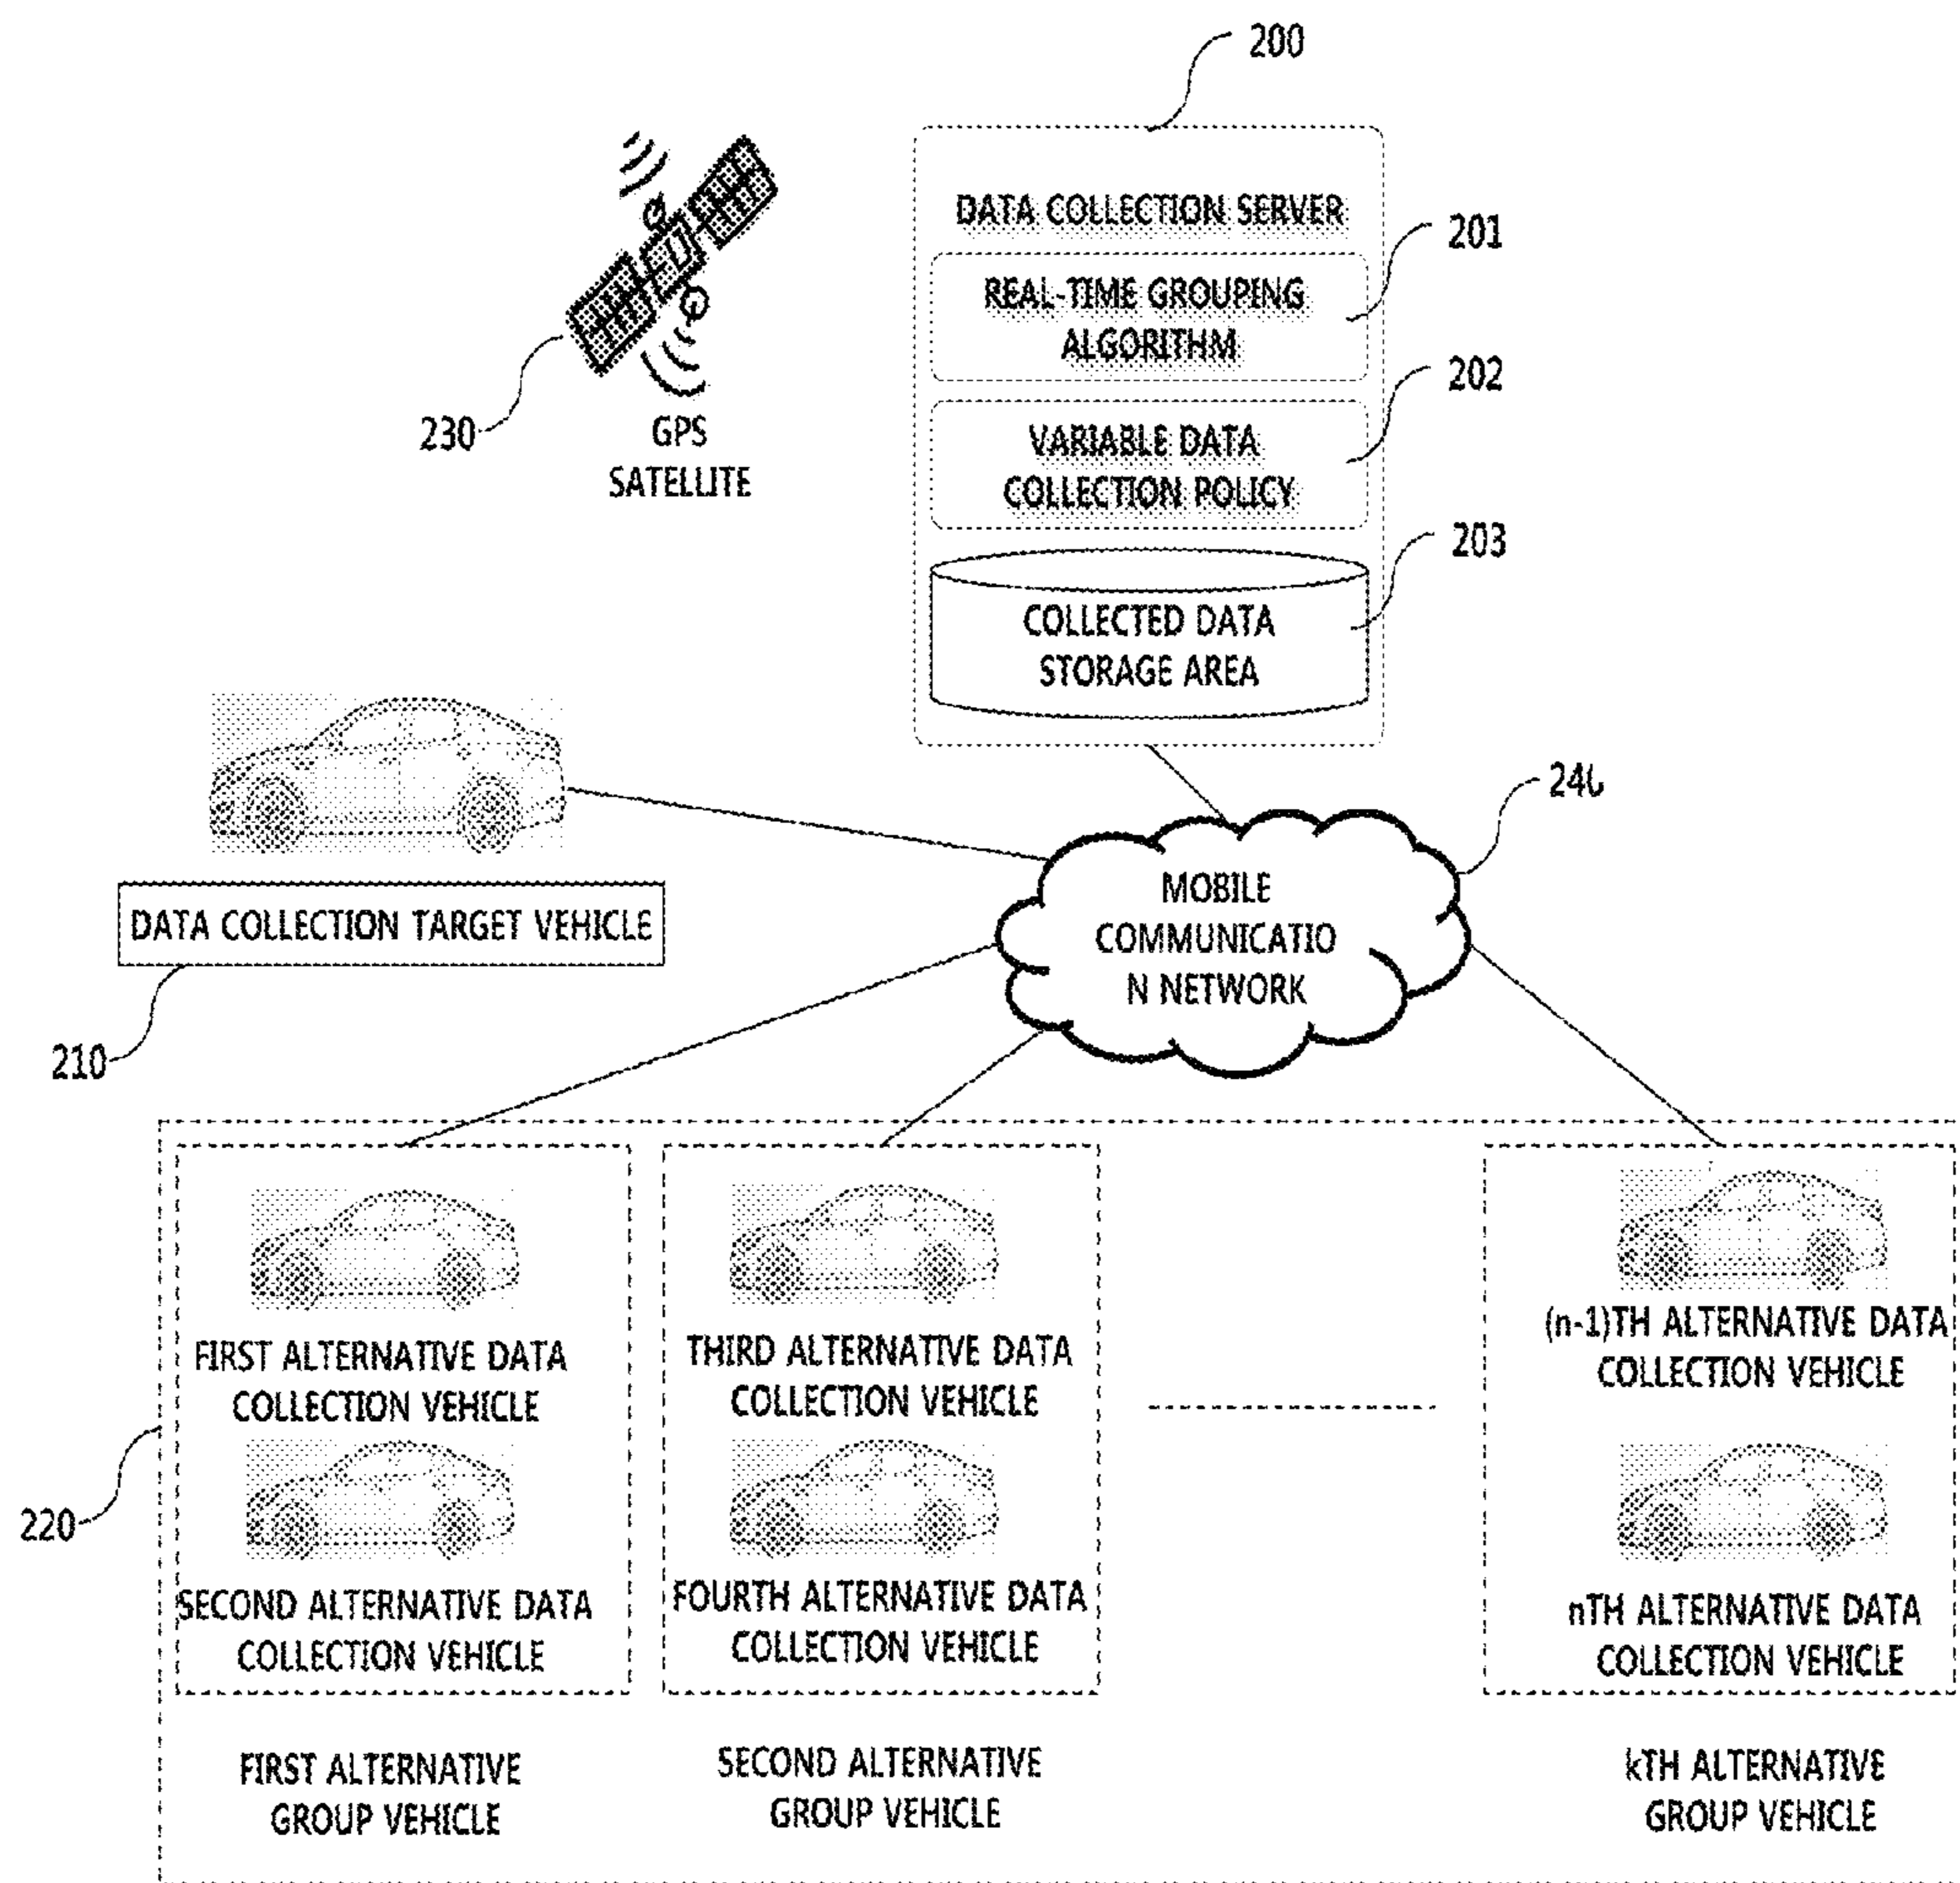 200
DATA COLLECTION SERVER
201
REAL-TIME GROUPING
ALGORITHM
202
VARIABLE DATA
COLLECTION POLICY
203
COLLECTED DATA
STORAGE AREA
230
GPS
SATELLITE
MOBILE
COMMUNICATIO
N NETWORK
DATA COLLECTION TARGET VEHICLE
210
220
FIRST ALTERNATIVE DATA
COLLECTION VEHICLE
SECOND ALTERNATIVE DATA
COLLECTION VEHICLE
FIRST ALTERNATIVE
GROUP VEHICLE
THIRD ALTERNATIVE DATA
COLLECTION VEHICLE
FOURTH ALTERNATIVE DATA
COLLECTION VEHICLE
SECOND ALTERNATIVE
GROUP VEHICLE
(n-1)TH ALTERNATIVE DATA
COLLECTION VEHICLE
nTH ALTERNATIVE DATA
COLLECTION VEHICLE
kTH ALTERNATIVE
GROUP VEHICLE